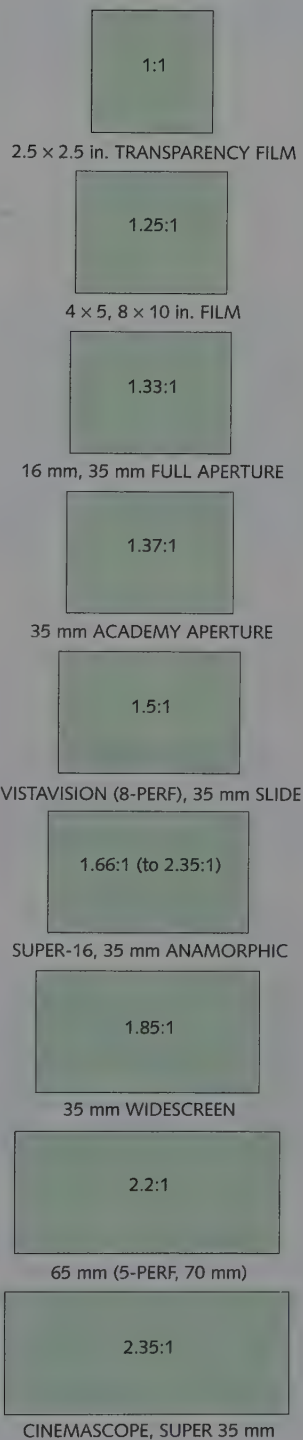 1:1
2.5 × 2.5 in. TRANSPARENCY FILM
1.25:1
4 × 5, 8 × 10 in. FILM
1.33:1
16 mm, 35 mm FULL APERTURE
1.37:1
35 mm ACADEMY APERTURE
1.5:1
VISTAVISION (8-PERF), 35 mm SLIDE
1.66:1 (to 2.35:1)
SUPER-16, 35 mm ANAMORPHIC
1.85:1
35 mm WIDESCREEN
2.2:1
65 mm (5-PERF, 70 mm)
2.35:1
CINEMASCOPE, SUPER 35 mm